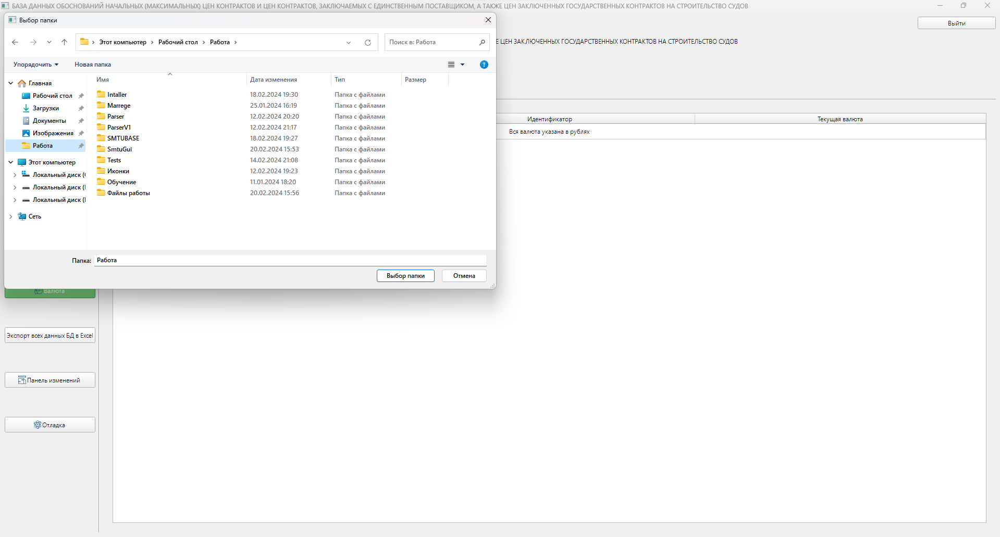 БАЗА ДАННЫХ ОБОСНОВАНИЙ НАЧАЛЬНЫХ (МАКСИМАЛЬНЫХ) ЦЕН КОНТРАКТОВ И ЦЕН КОНТРАКТОВ, ЗАКЛЮЧАЕМЫХ С ЕДИНСТВЕННЫМ ПОСТАВЩИКОМ, А ТАКЖЕ ЦЕН ЗАКЛЮЧЕННЫХ ГОСУДАРСТВЕННЫХ КОНТРАКТОВ НА СТРОИТЕЛЬСТВО СУДОВ
Выбор папки
Выйти
Этот компьютер > Рабочий стол > Работа >
Поиск в: Работа
Е ЦЕН ЗАКЛЮЧЕННЫХ ГОСУДАРСТВЕННЫХ КОНТРАКТОВ НА СТРОИТЕЛЬСТВО СУДОВ
Упорядочить
Новая папка
Главная
Рабочий стол
Загрузки
Документы
Изображения
Работа
Этот компьютер
Локальный диск (
Локальный диск (
Локальный диск (
Сеть
Имя Дата изменения Тип Размер
Intaller 18.02.2024 19:30 Папка с файлами
Marrege 25.01.2024 16:19 Папка с файлами
Parser 12.02.2024 20:20 Папка с файлами
ParserV1 12.02.2024 21:17 Папка с файлами
SMTUBASE 18.02.2024 19:27 Папка с файлами
SmtuGui 20.02.2024 15:53 Папка с файлами
Tests 14.02.2024 21:08 Папка с файлами
Иконки 12.02.2024 19:23 Папка с файлами
Обучение 11.01.2024 18:20 Папка с файлами
Файлы работы 20.02.2024 15:56 Папка с файлами
Папка: Работа
Выбор папки
Отмена
Идентификатор Текущая валюта
Вся валюта указана в рублях
Валюта
Экспорт всех данных БД в Excel
Панель изменений
Отладка